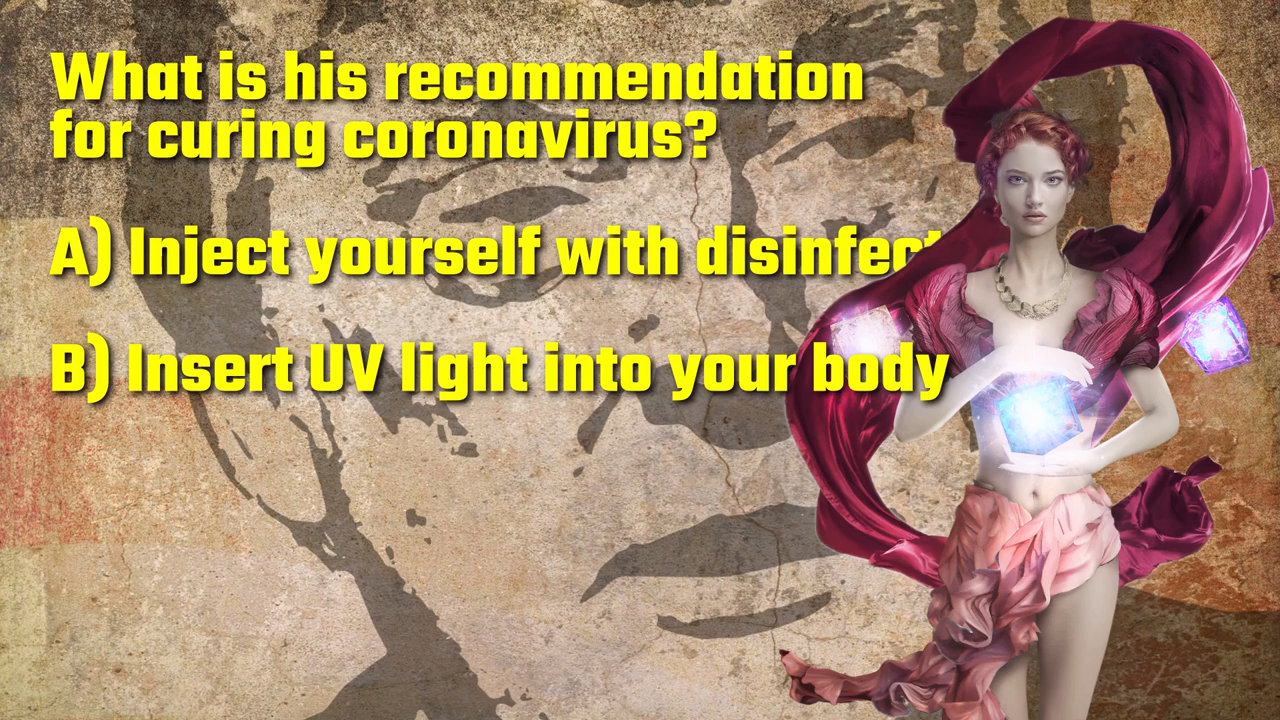 What is his recommendation
for curing coronavirus?
A) Inject yourself with
B) Insert UV light into your body